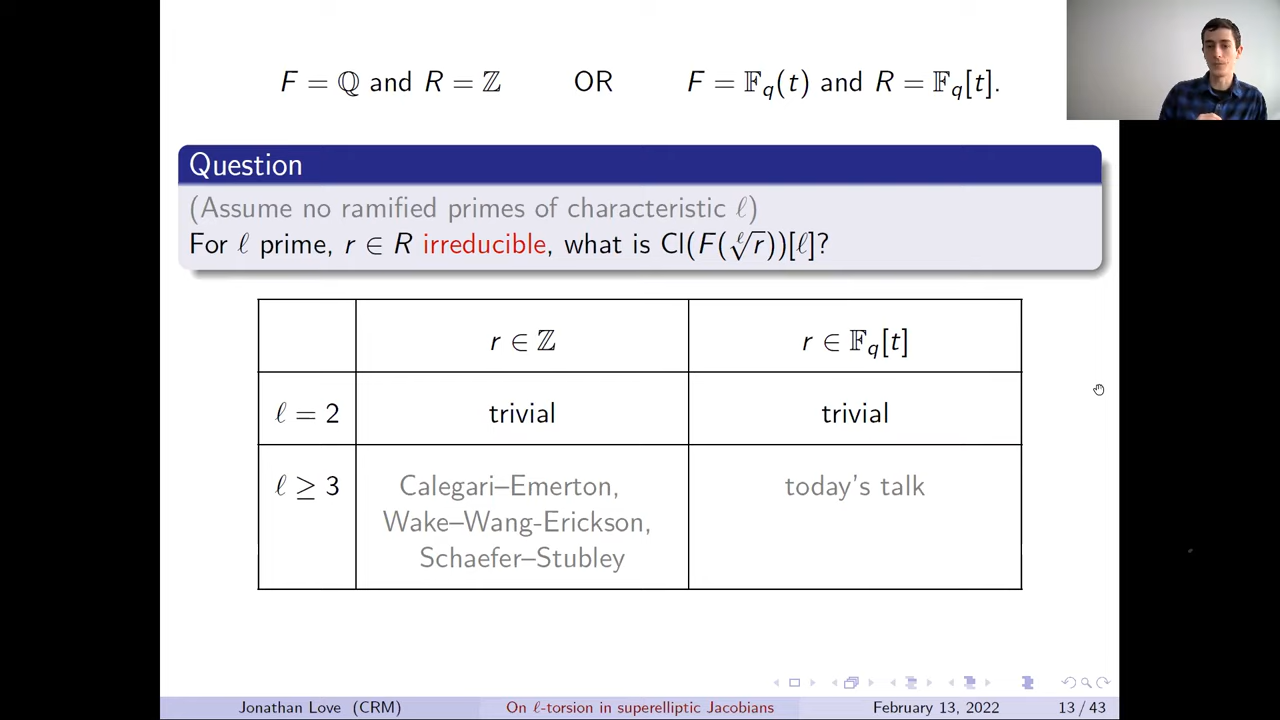 F = ℚ and R = ℤ OR F = 𝔽_q(t) and R = 𝔽_q[t].
Question
(Assume no ramified primes of characteristic ℓ)
For ℓ prime, r ∈ R irreducible, what is Cl(F(ℓ√r))[ℓ]?
r ∈ ℤ r ∈ 𝔽_q[t]
ℓ = 2 trivial trivial
ℓ ≥ 3 Calegari–Emerton, today's talk
Wake–Wang-Erickson,
Schaefer–Stubley
Jonathan Love (CRM) On ℓ-torsion in superelliptic Jacobians February 13, 2022 13 / 43